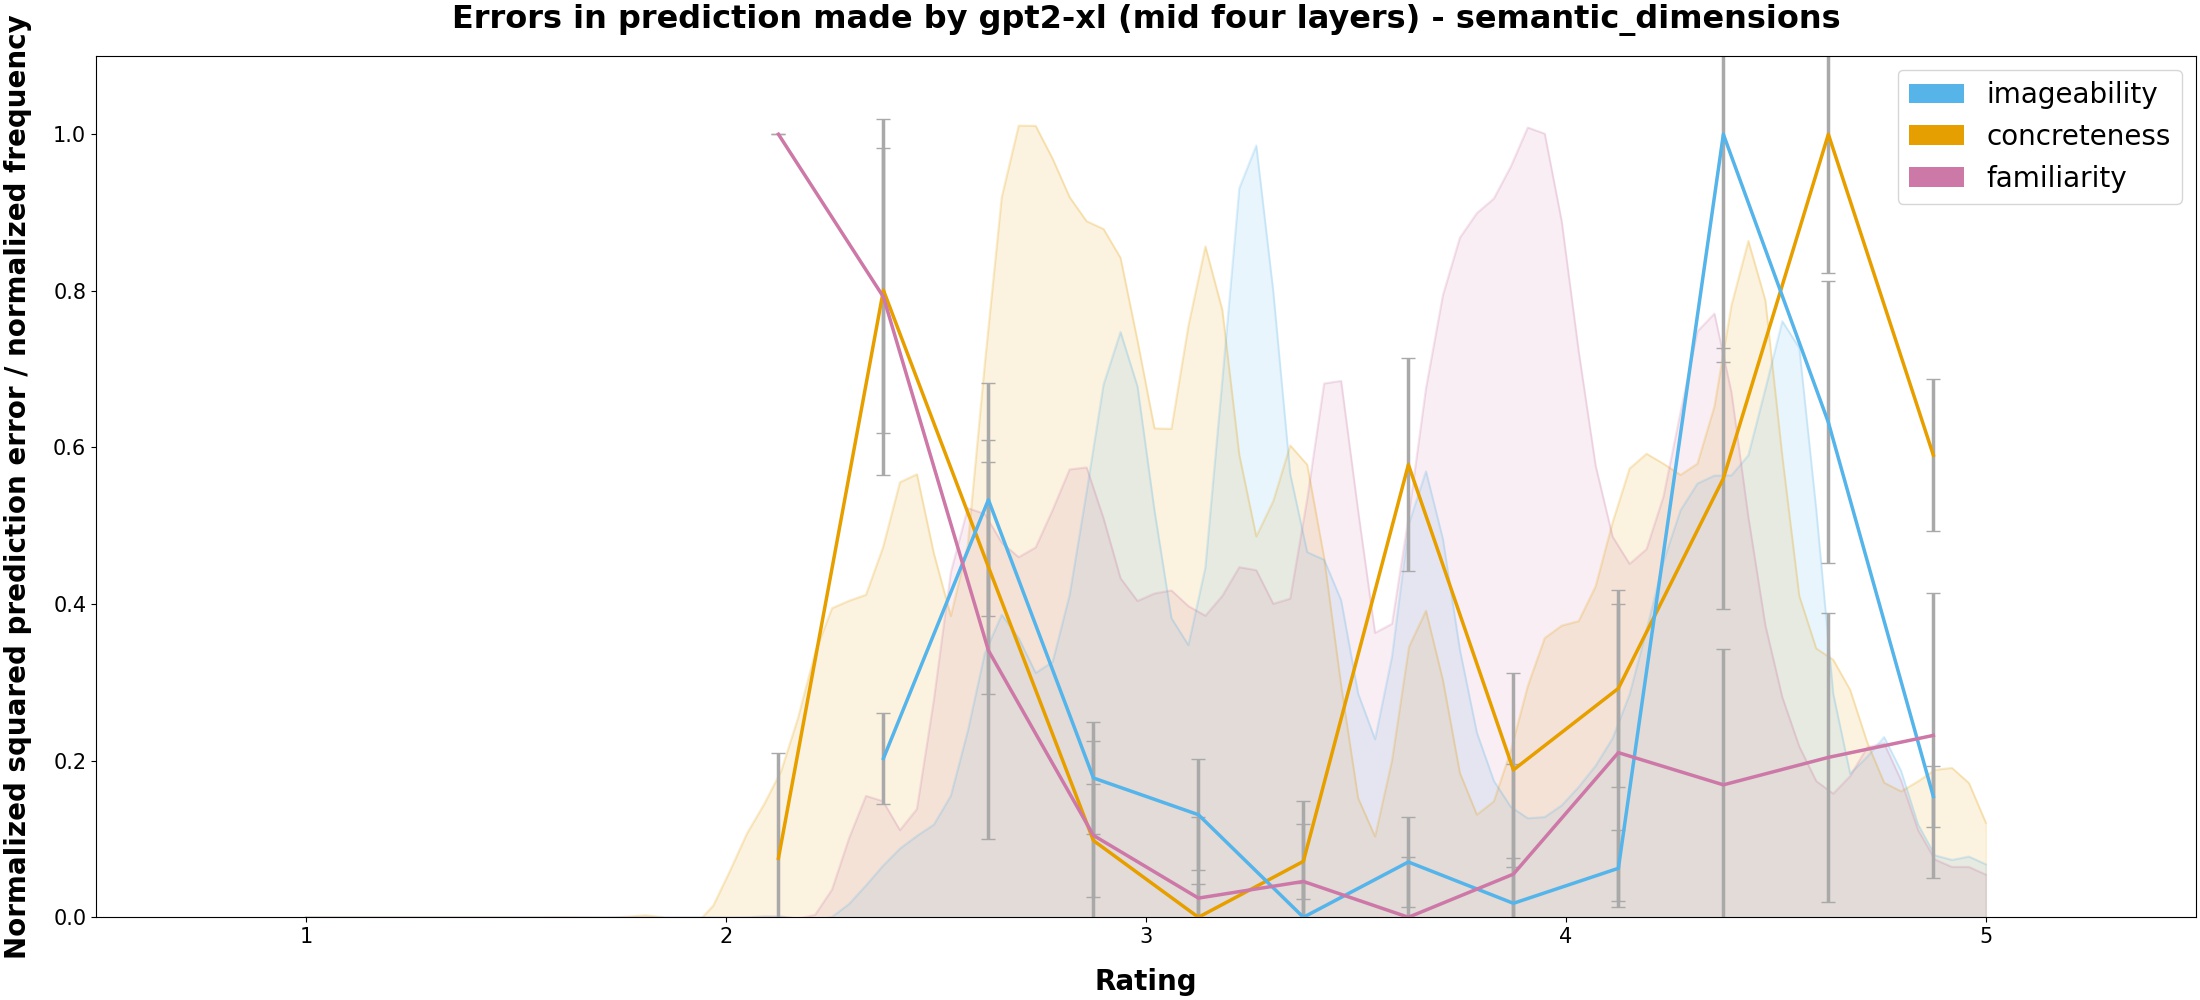 Errors in prediction made by gpt2-xl (mid four layers) - semantic_dimensions
Normalized squared prediction error / normalized frequency
1.0
0.8
0.6
0.4
0.2
0.0
imageability
concreteness
familiarity
1 2 3 4 5
Rating